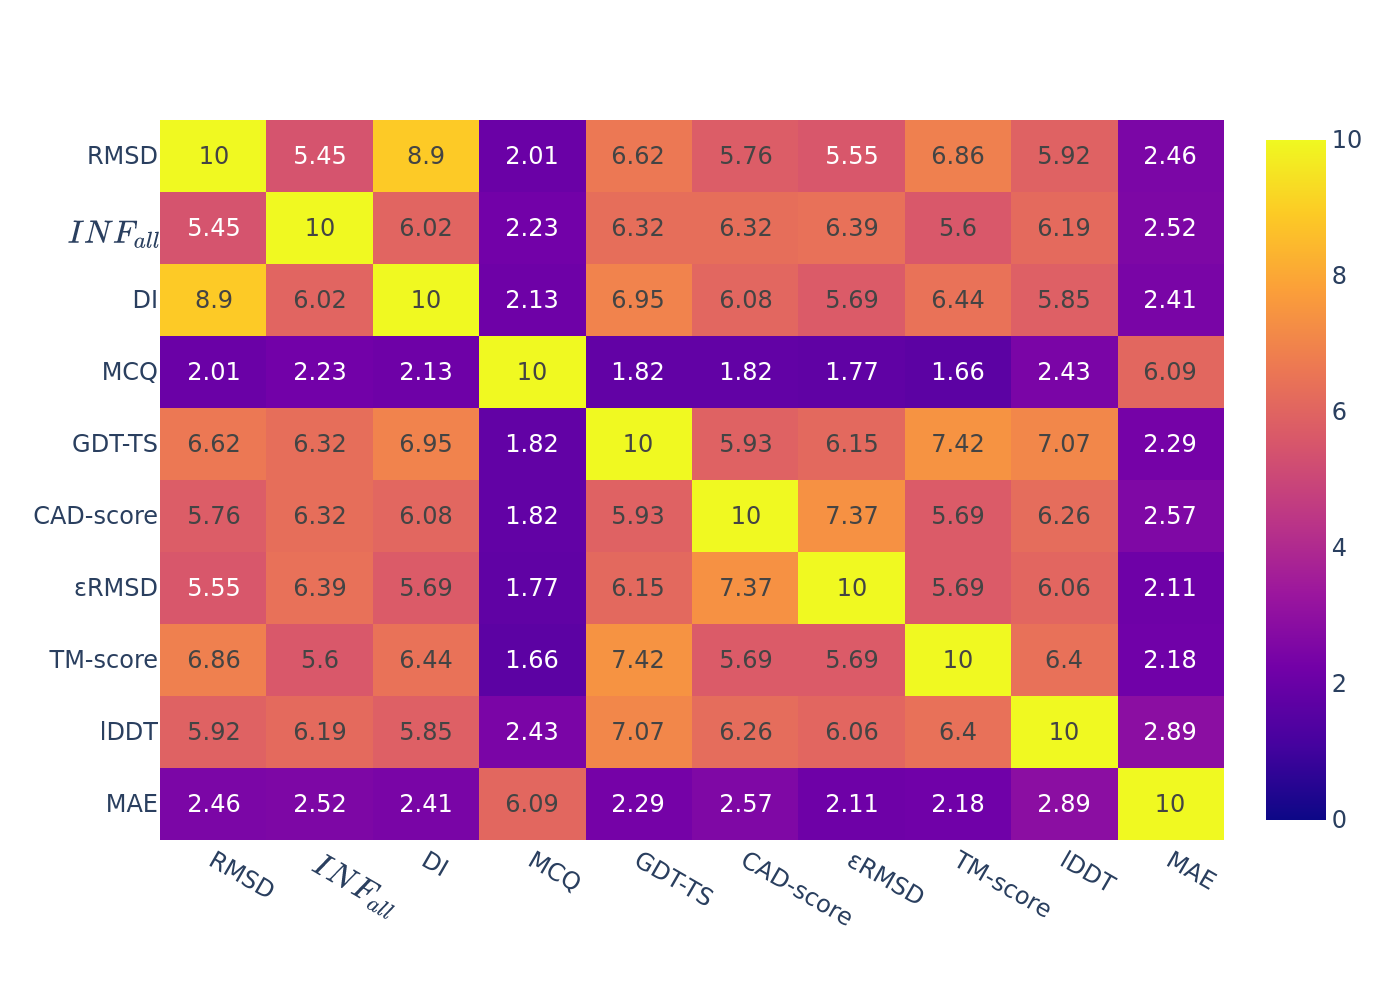 RMSD 10 5.45 8.9 2.01 6.62 5.76 5.55 6.86 5.92 2.46
INF_all 5.45 10 6.02 2.23 6.32 6.32 6.39 5.6 6.19 2.52
DI 8.9 6.02 10 2.13 6.95 6.08 5.69 6.44 5.85 2.41
MCQ 2.01 2.23 2.13 10 1.82 1.82 1.77 1.66 2.43 6.09
GDT-TS 6.62 6.32 6.95 1.82 10 5.93 6.15 7.42 7.07 2.29
CAD-score 5.76 6.32 6.08 1.82 5.93 10 7.37 5.69 6.26 2.57
εRMSD 5.55 6.39 5.69 1.77 6.15 7.37 10 5.69 6.06 2.11
TM-score 6.86 5.6 6.44 1.66 7.42 5.69 5.69 10 6.4 2.18
lDDT 5.92 6.19 5.85 2.43 7.07 6.26 6.06 6.4 10 2.89
MAE 2.46 2.52 2.41 6.09 2.29 2.57 2.11 2.18 2.89 10
RMSD INF_all DI MCQ GDT-TS CAD-score εRMSD TM-score lDDT MAE
10
8
6
4
2
0